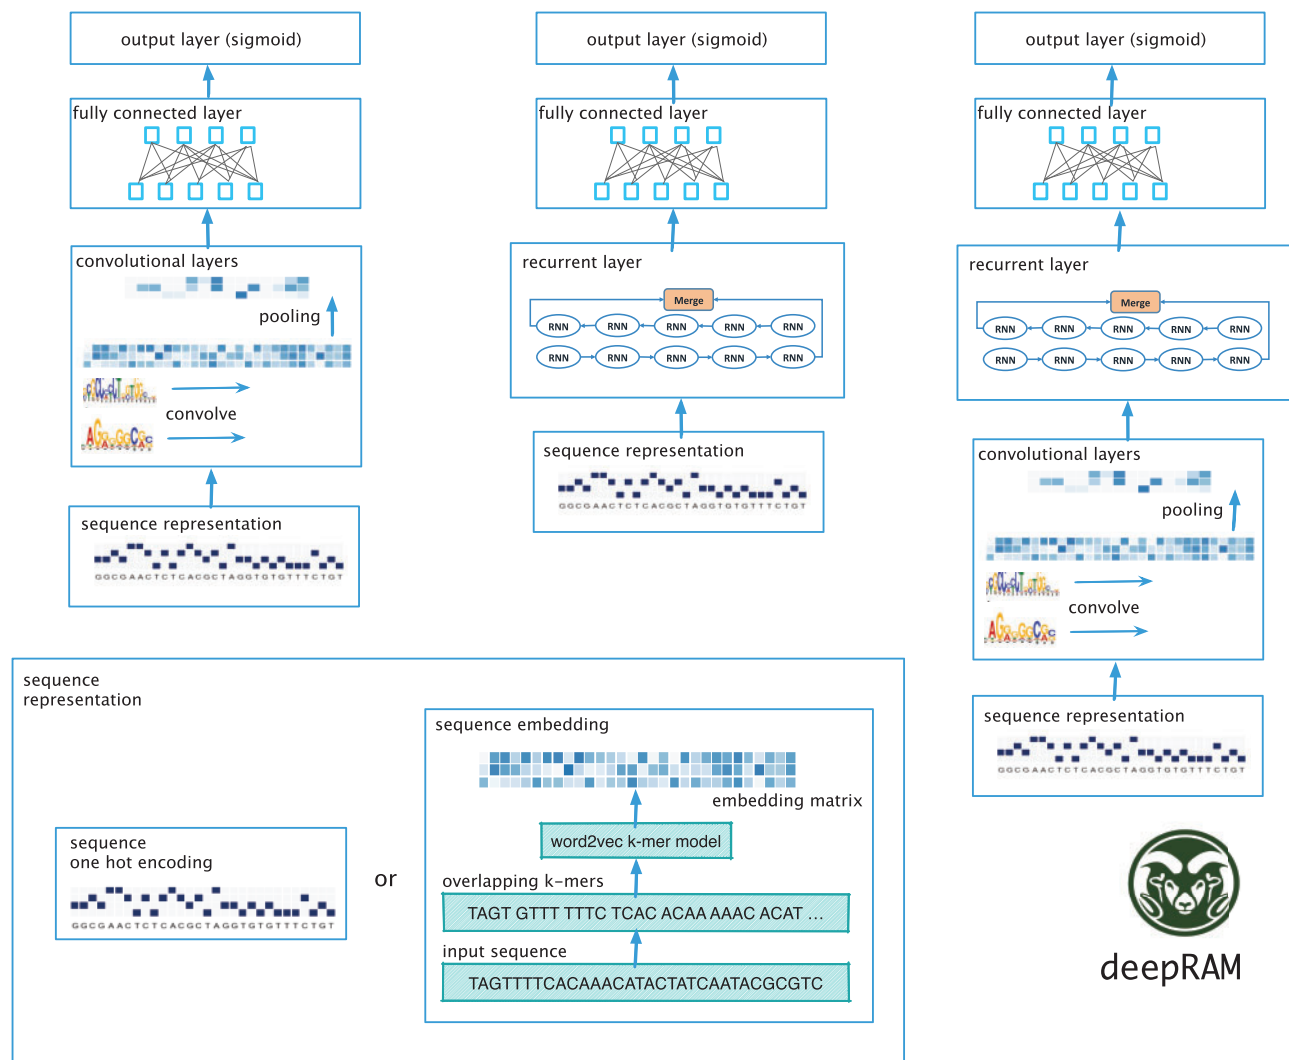 output layer (sigmoid)
fully connected layer
convolutional layers
pooling
convolve
AGAGGGCGC
sequence representation
GGCGAACTCTCACGCTAGGTGTGTTTCTGT
output layer (sigmoid)
fully connected layer
recurrent layer
Merge
RNN RNN RNN RNN RNN
RNN RNN RNN RNN RNN
sequence representation
GGCGAACTCTCACGCTAGGTGTGTTTCTGT
output layer (sigmoid)
fully connected layer
recurrent layer
Merge
RNN RNN RNN RNN RNN
RNN RNN RNN RNN RNN
convolutional layers
pooling
convolve
sequence representation
GGCGAACTCTCACGCTAGGTGTGTTTCTGT
sequence
representation
sequence
one hot encoding
GGCGAACTCTCACGCTAGGTGTGTTTCTGT
or
sequence embedding
embedding matrix
word2vec k-mer model
overlapping k-mers
TAGT GTTT TTTC TCAC ACAA AAAC ACAT ...
input sequence
TAGTTTTCACAAACATACTATCAATACGCGTC
deepRAM